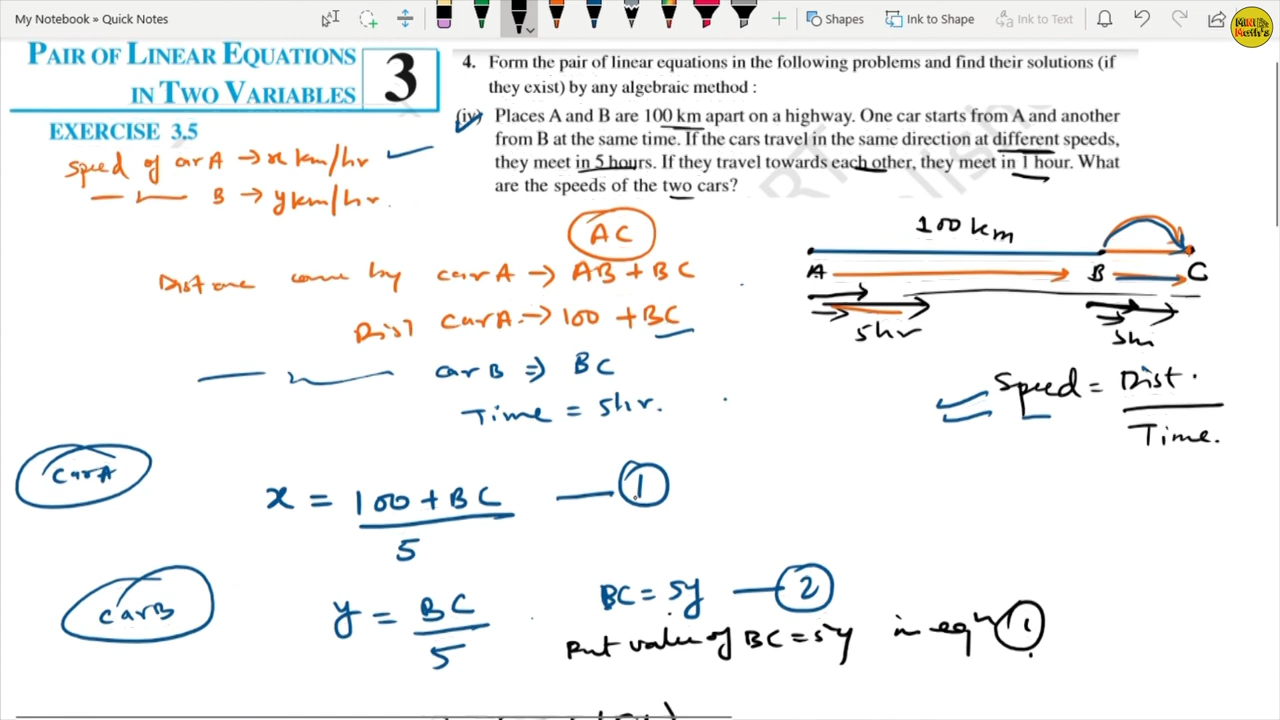 My Notebook » Quick Notes
Shapes
Ink to Shape
Ink to Text
MiNi Math's
PAIR OF LINEAR EQUATIONS
IN TWO VARIABLES
3
EXERCISE 3.5
4. Form the pair of linear equations in the following problems and find their solutions (if
they exist) by any algebraic method :
(iv) Places A and B are 100 km apart on a highway. One car starts from A and another
from B at the same time. If the cars travel in the same direction at different speeds,
they meet in 5 hours. If they travel towards each other, they meet in 1 hour. What
are the speeds of the two cars?
Speed of car A → x km/hr
B → y km/hr.
AC
Distance by car A → AB + BC
Dist car A → 100 + BC
car B ⇒ BC
Time = 5hr.
100 km
A B C
5hr 5hr
Speed = Dist.
Time.
Car A
x = 100 + BC — 1
5
Car B
y = BC
5
BC = 5y — 2
Put value of BC = 5y in eqn 1